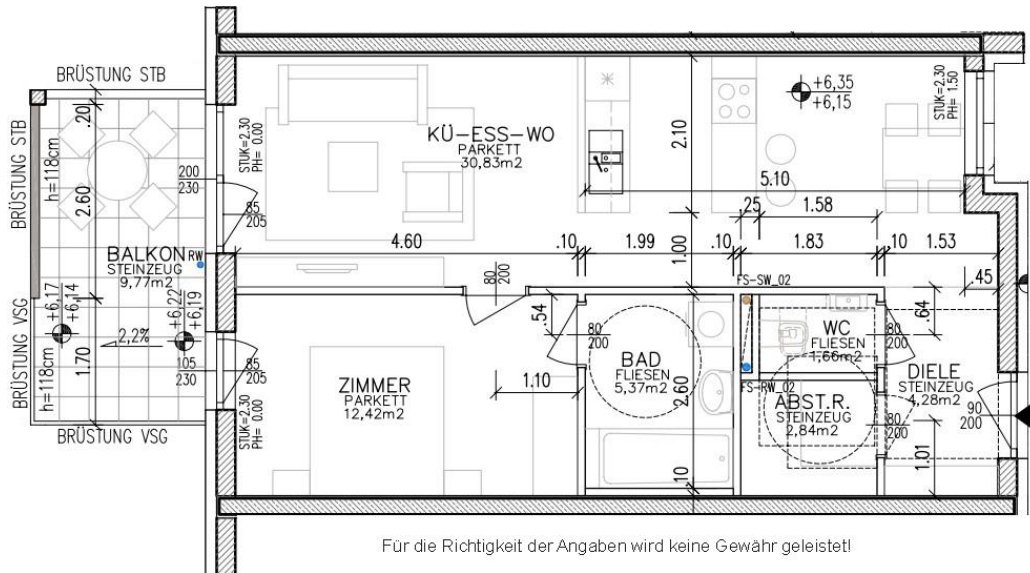 BRÜSTUNG STB
BRÜSTUNG STB
h=118cm
.20
2.60
200
230
85
205
STUK=2.30
PH= 0.00
KÜ-ESS-WO
PARKETT
30,83m2
2.10
+6,35
+6,15
STUK=2.30
PH= 1.50
5.10
.25
1.58
4.60
.10
1.99
.10
1.83
.10
1.53
1.00
BALKON
RW
STEINZEUG
9,77m2
+6,17
+6,14
+6,22
+6,19
2,2%
1.70
BRÜSTUNG VSG
h=118cm
BRÜSTUNG VSG
105
230
85
205
STUK=2.30
PH= 0.00
80
200
FS-SW_02
.45
.54
80
200
.64
80
200
ZIMMER
PARKETT
12,42m2
1.10
BAD
FLIESEN
5,37m2
2.60
WC
FLIESEN
1,66m2
FS-RW_02
ABST.R.
STEINZEUG
2,84m2
DIELE
STEINZEUG
4,28m2
90
200
80
200
1.01
.10
Für die Richtigkeit der Angaben wird keine Gewähr geleistet!